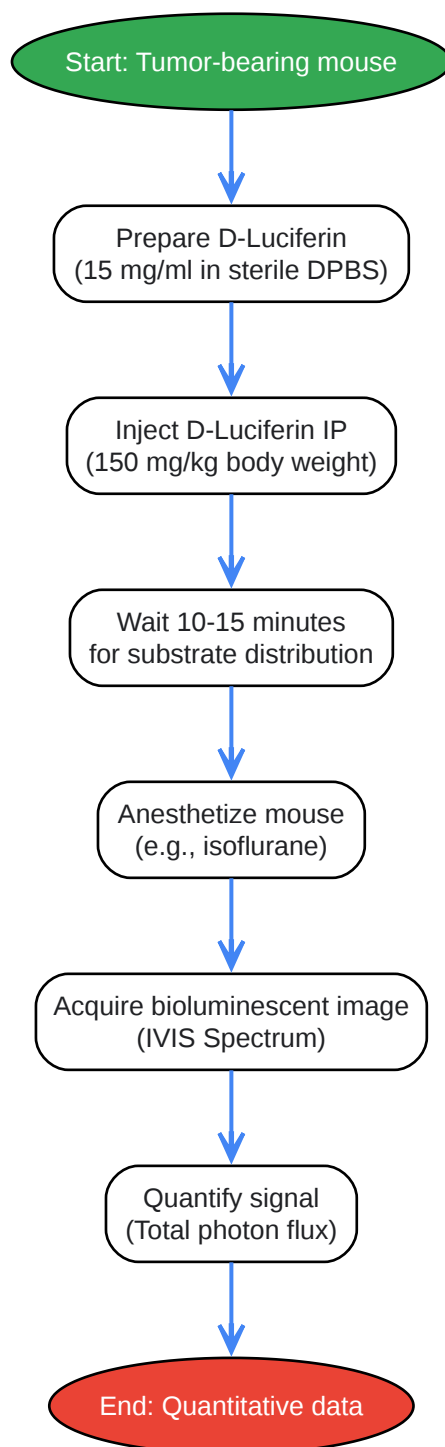 Start: Tumor-bearing mouse
Prepare D-Luciferin
(15 mg/ml in sterile DPBS)
Inject D-Luciferin IP
(150 mg/kg body weight)
Wait 10-15 minutes
for substrate distribution
Anesthetize mouse
(e.g., isoflurane)
Acquire bioluminescent image
(IVIS Spectrum)
Quantify signal
(Total photon flux)
End: Quantitative data